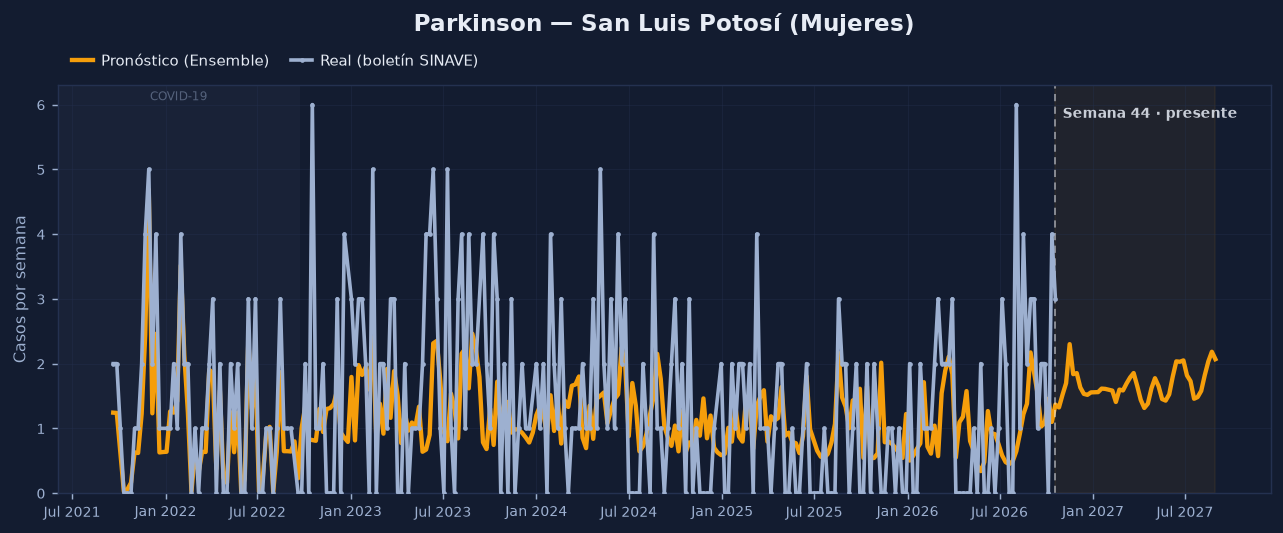 Parkinson — San Luis Potosí (Mujeres)
Pronóstico (Ensemble)
Real (boletín SINAVE)
COVID-19
Semana 44 · presente
Casos por semana
6
5
4
3
2
1
0
Jul 2021
Jan 2022
Jul 2022
Jan 2023
Jul 2023
Jan 2024
Jul 2024
Jan 2025
Jul 2025
Jan 2026
Jul 2026
Jan 2027
Jul 2027